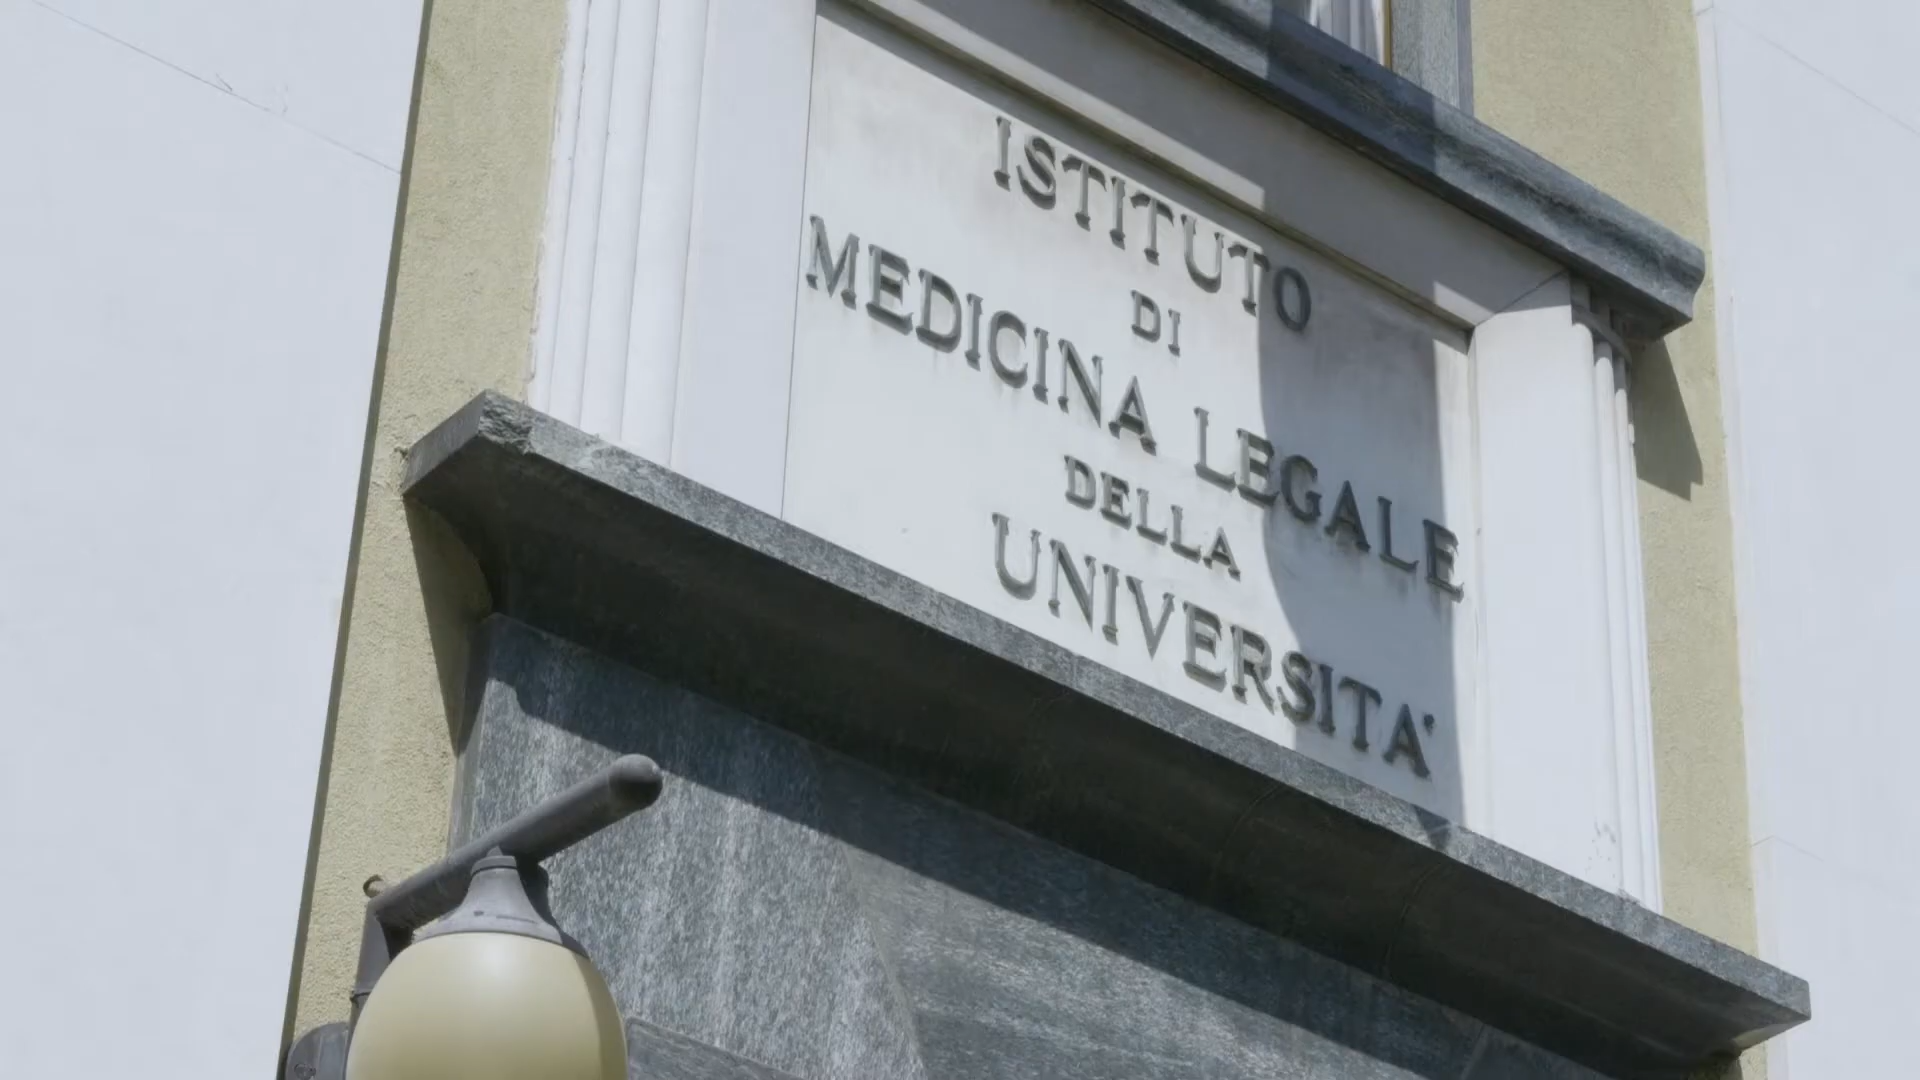 ISTITUTO
DI
MEDICINA LEGALE
DELLA
UNIVERSITA'